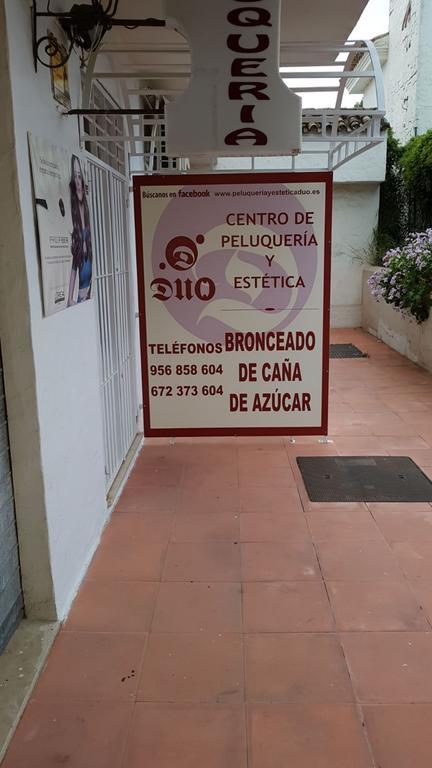 QUERIA
Búscanos en facebook www.peluqueriayesteticaduo.es
CENTRO DE
PELUQUERÍA
Y
ESTÉTICA
DUO
TELÉFONOS
956 858 604
672 373 604
BRONCEADO
DE CAÑA
DE AZÚCAR